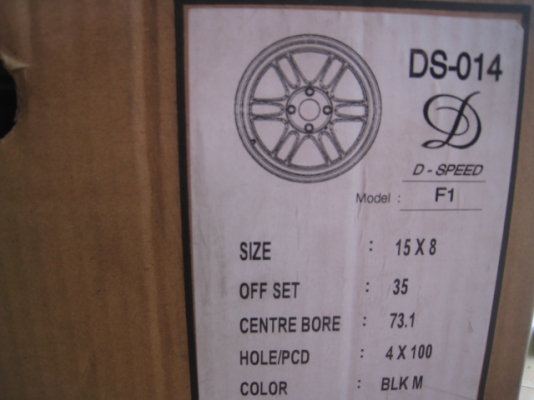 DS-014
D
D - SPEED
Model : F1
SIZE : 15 X 8
OFF SET : 35
CENTRE BORE : 73.1
HOLE/PCD : 4 X 100
COLOR : BLK M